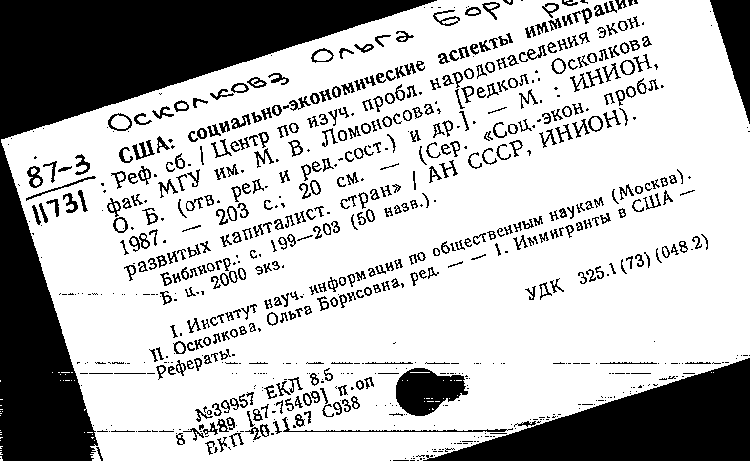 Осколкова Ольга
США: социально-экономические аспекты иммиграции
87-3 : Реф. сб. / Центр по изуч. пробл. народонаселения экон.
11731 фак. МГУ им. М. В. Ломоносова; [Редкол.: Осколкова
О. Б. (отв. ред. и ред.-сост.) и др.]. — М. : ИНИОН,
1987. — 203 с.; 20 см. — (Сер. «Соц.-экон. пробл.
развитых капиталист. стран» / АН СССР, ИНИОН).
Библиогр.: с. 199—203 (50 назв.).
Б. ц., 2000 экз.
I. Институт науч. информации по общественным наукам (Москва).
II. Осколкова, Ольга Борисовна, ред. — — 1. Иммигранты в США —
Рефераты.
УДК 325.1 (73) (048.2)
№39957 ЕКЛ 8.5
8 №489 [87-75409] п·оп
ВКП 20.11.87 С938